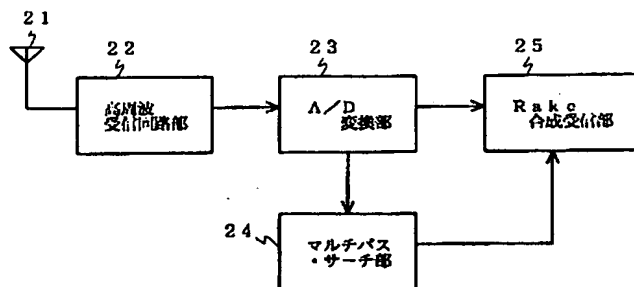 21
22
23
25
高周波
受信回路部
A/D
変換部
Rake
合成受信部
24
マルチパス
・サーチ部